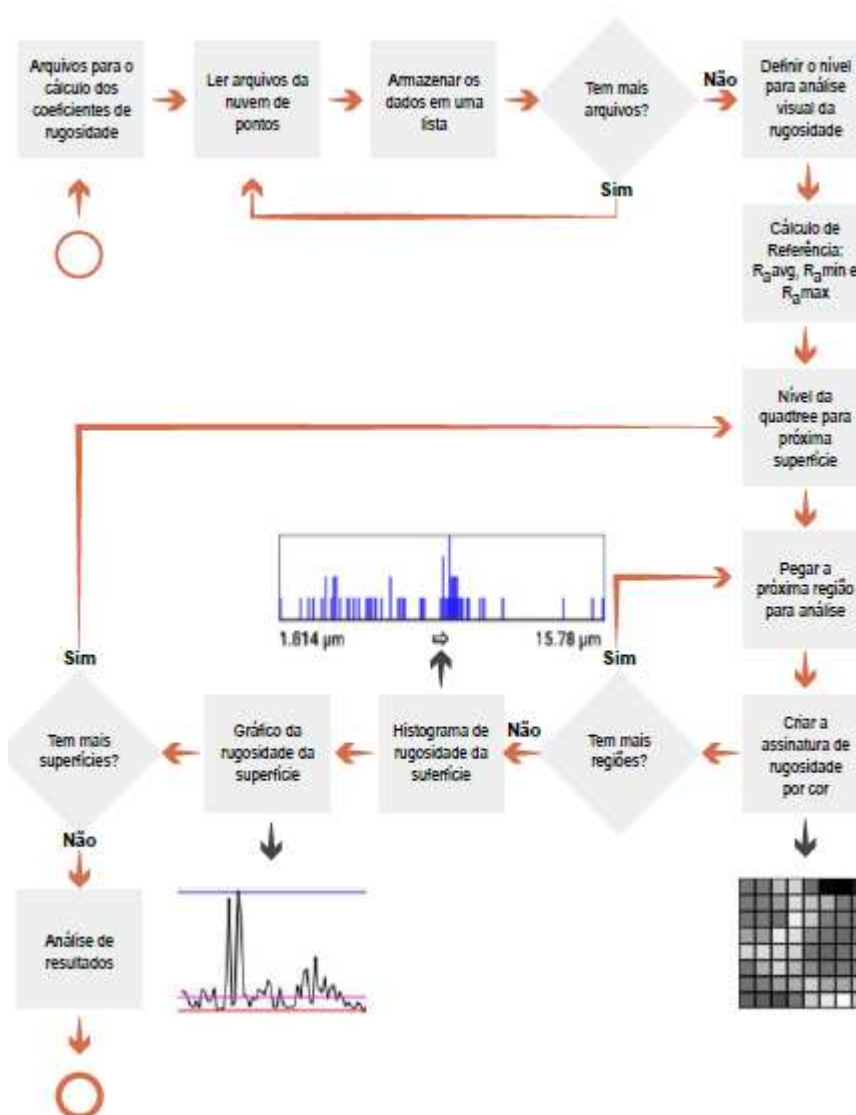 Arquivos para o
cálculo dos
coeficientes de
rugosidade
Ler arquivos da
nuvem de
pontos
Armazenar os
dados em uma
lista
Tem mais
arquivos?
Não
Sim
Definir o nível
para análise
visual da
rugosidade
Cálculo de
Referência:
Raavg, Ramin e
Ramax
Nível da
quadtree para
próxima
superfície
Pegar a
próxima região
para análise
Criar a
assinatura de
rugosidade
por cor
Tem mais
regiões?
Sim
Não
Histograma de
rugosidade da
suferfície
1.614 µm
15.78 µm
Gráfico da
rugosidade da
superfície
Tem mais
superfícies?
Sim
Não
Análise de
resultados